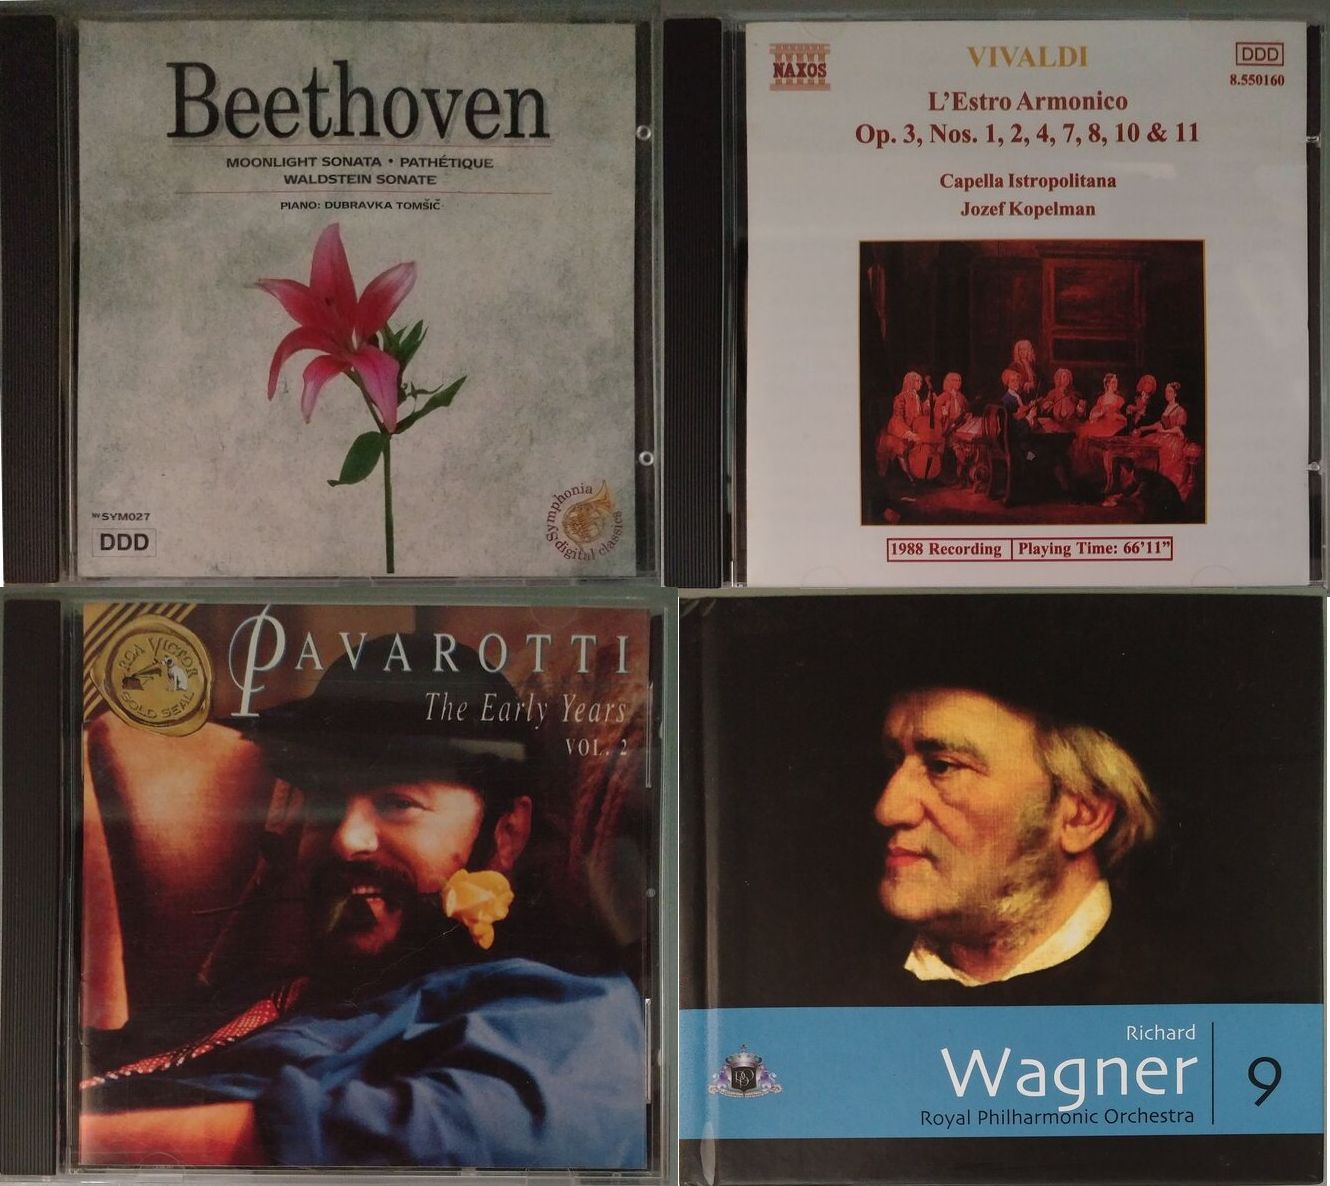 Beethoven
MOONLIGHT SONATA • PATHÉTIQUE
WALDSTEIN SONATE
PIANO: DUBRAVKA TOMŠIČ
NV SYM027
DDD
Symphonia
digital classics
NAXOS
VIVALDI
DDD
8.550160
L'Estro Armonico
Op. 3, Nos. 1, 2, 4, 7, 8, 10 & 11
Capella Istropolitana
Jozef Kopelman
1988 Recording | Playing Time: 66'11”
RCA VICTOR
GOLD SEAL
PAVAROTTI
The Early Years
VOL. 2
Richard
Wagner
Royal Philharmonic Orchestra
9